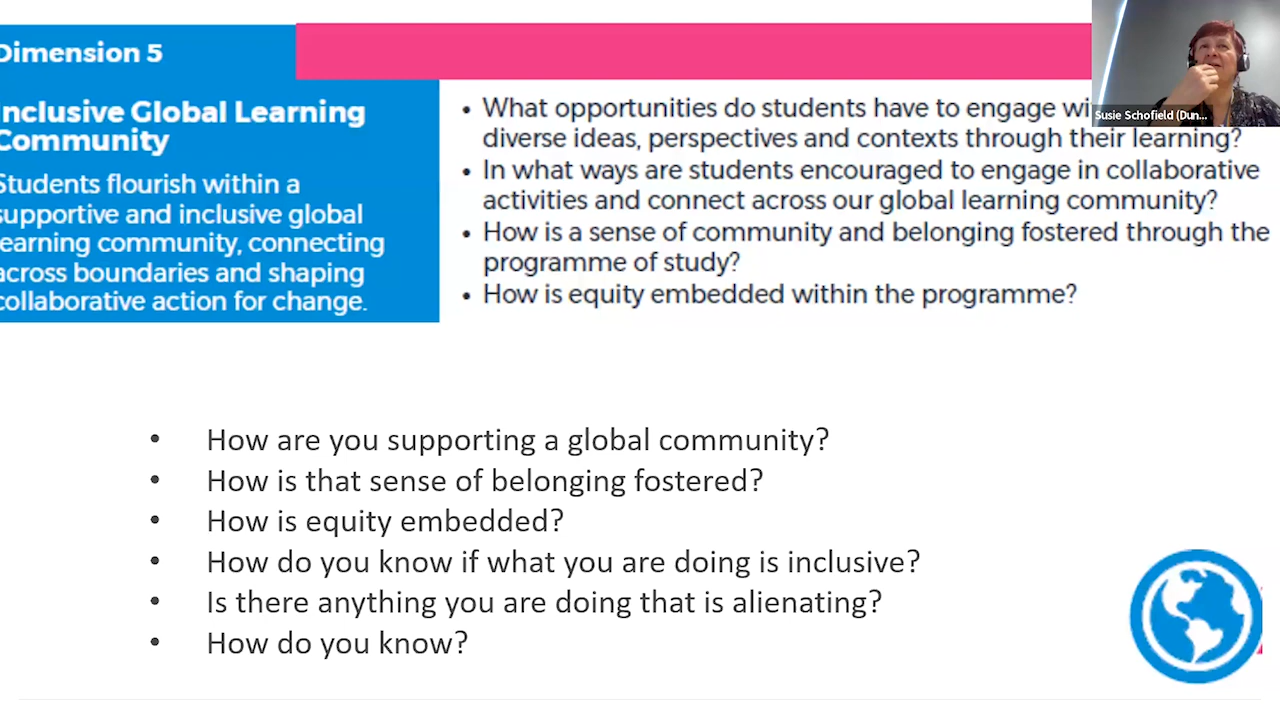 Dimension 5
Inclusive Global Learning
Community
Students flourish within a
supportive and inclusive global
learning community, connecting
across boundaries and shaping
collaborative action for change.
• What opportunities do students have to engage
diverse ideas, perspectives and contexts through their learning?
• In what ways are students encouraged to engage in collaborative
activities and connect across our global learning community?
• How is a sense of community and belonging fostered through the
programme of study?
• How is equity embedded within the programme?
Susie Schofield (Dun...
• How are you supporting a global community?
• How is that sense of belonging fostered?
• How is equity embedded?
• How do you know if what you are doing is inclusive?
• Is there anything you are doing that is alienating?
• How do you know?